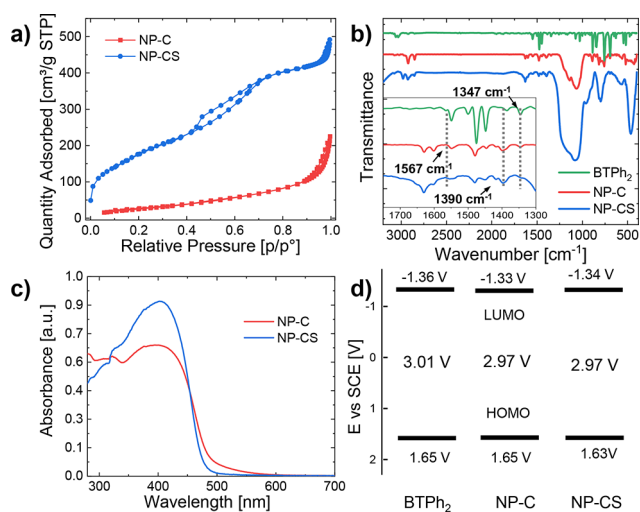 a)
NP-C
NP-CS
Quantity Adsorbed [cm³/g STP]
500
400
300
200
100
0
0.0 0.2 0.4 0.6 0.8 1.0
Relative Pressure [p/p°]
b)
Transmittance
1347 cm⁻¹
1567 cm⁻¹
1390 cm⁻¹
1700 1600 1500 1400 1300
BTPh₂
NP-C
NP-CS
3000 2500 2000 1500 1000 500
Wavenumber [cm⁻¹]
c)
NP-C
NP-CS
Absorbance [a.u.]
1.0
0.9
0.8
0.6
0.5
0.4
0.3
0.1
0.0
300 400 500 600 700
Wavelength [nm]
d)
E vs SCE [V]
-1
0
1
2
-1.36 V -1.33 V -1.34 V
LUMO
3.01 V 2.97 V 2.97 V
HOMO
1.65 V 1.65 V 1.63V
BTPh₂ NP-C NP-CS